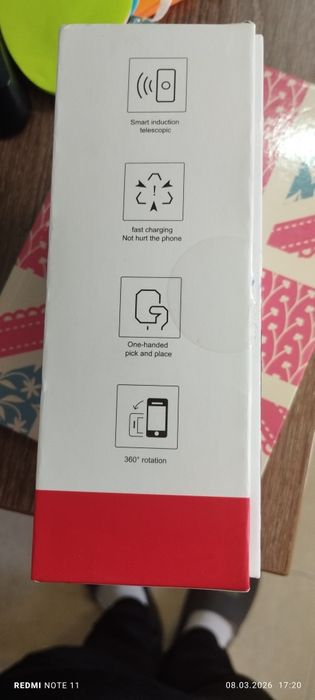 Smart induction
telescopic
fast charging
Not hurt the phone
One-handed
pick and place
360° rotation
REDMI NOTE 11
08.03.2026 17:20